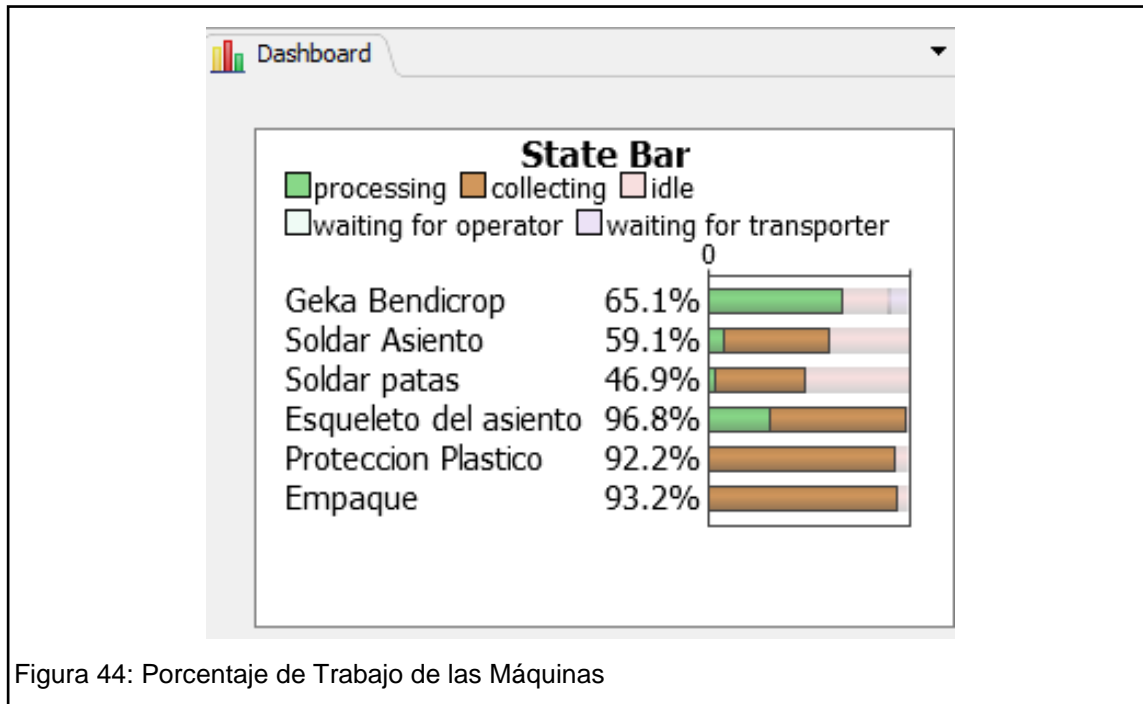 Dashboard
State Bar
processing collecting idle
waiting for operator waiting for transporter
0
Geka Bendicrop 65.1%
Soldar Asiento 59.1%
Soldar patas 46.9%
Esqueleto del asiento 96.8%
Proteccion Plastico 92.2%
Empaque 93.2%
Figura 44: Porcentaje de Trabajo de las Máquinas